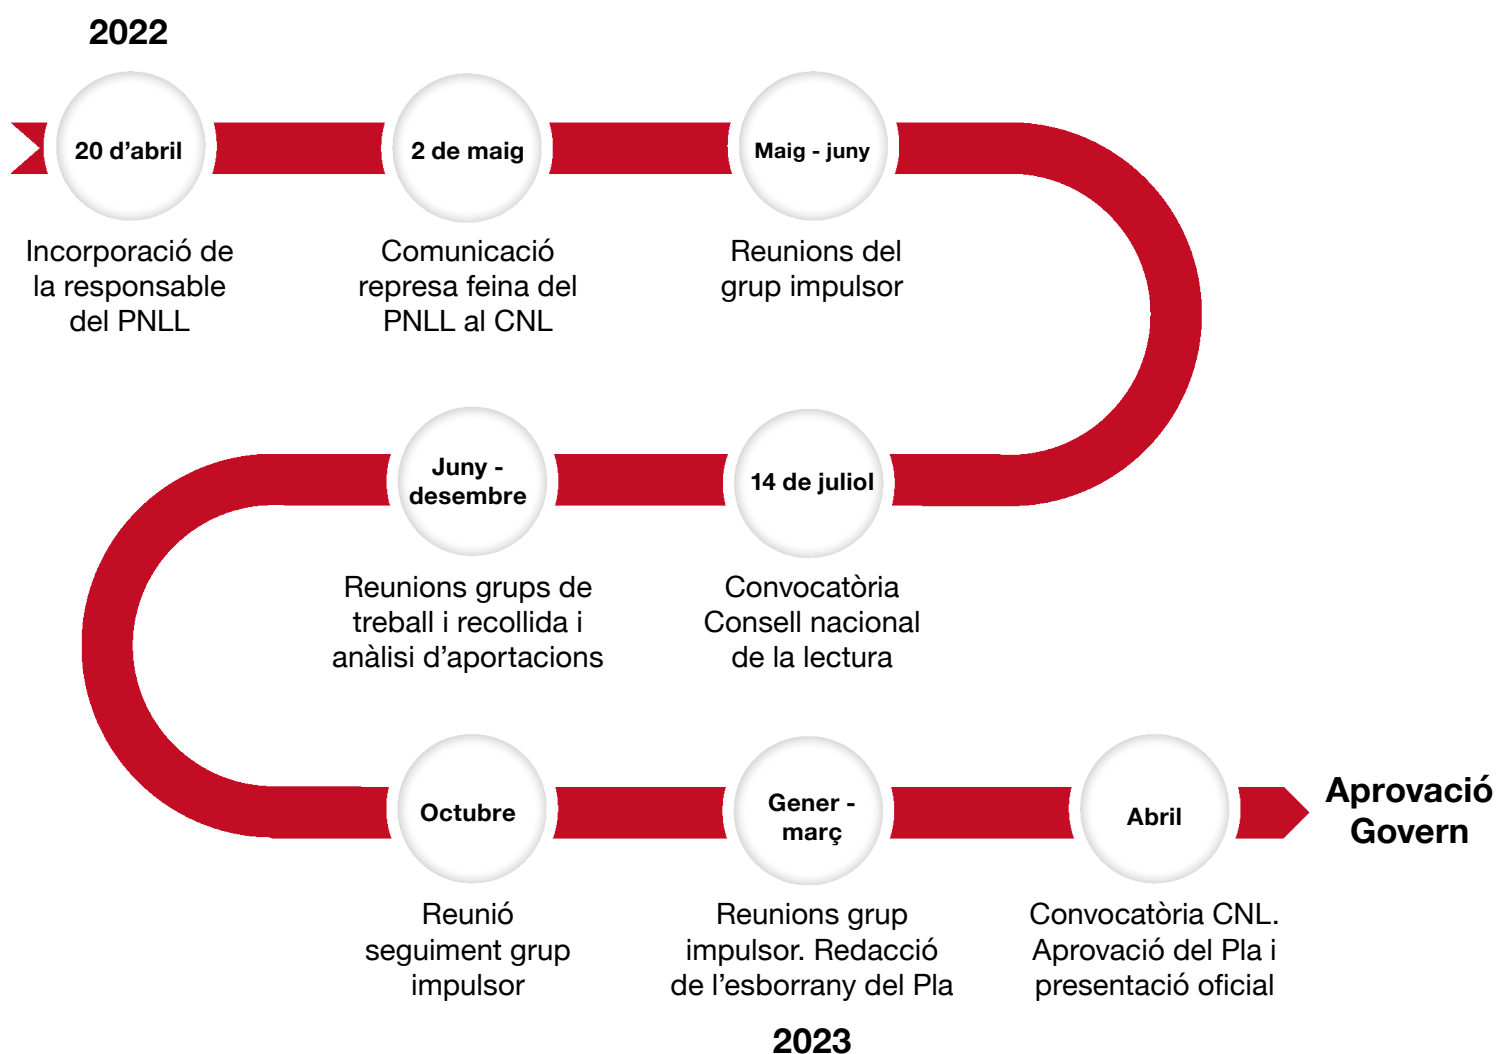 2022
20 d’abril
Incorporació de
la responsable
del PNLL
2 de maig
Comunicació
represa feina del
PNLL al CNL
Maig - juny
Reunions del
grup impulsor
14 de juliol
Convocatòria
Consell nacional
de la lectura
Juny -
desembre
Reunions grups de
treball i recollida i
anàlisi d’aportacions
Octubre
Reunió
seguiment grup
impulsor
Gener -
març
Reunions grup
impulsor. Redacció
de l’esborrany del Pla
2023
Abril
Convocatòria CNL.
Aprovació del Pla i
presentació oficial
Aprovació
Govern